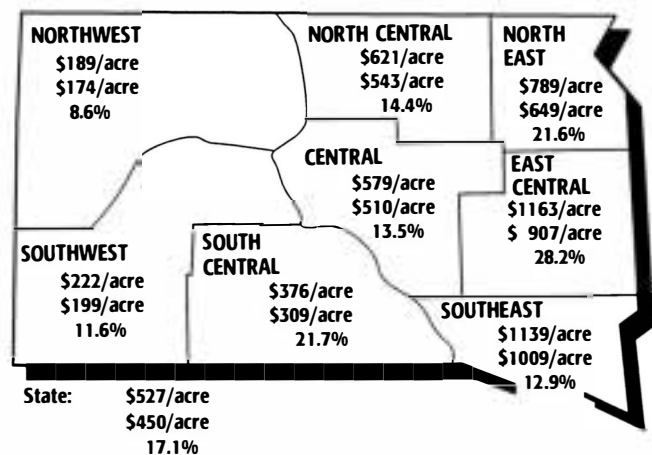 NORTHWEST
$189/acre
$174/acre
8.6%
NORTH CENTRAL
$621/acre
$543/acre
14.4%
NORTH
EAST
$789/acre
$649/acre
21.6%
CENTRAL
$579/acre
$510/acre
13.5%
EAST
CENTRAL
$1163/acre
$ 907/acre
28.2%
SOUTHWEST
$222/acre
$199/acre
11.6%
SOUTH
CENTRAL
$376/acre
$309/acre
21.7%
SOUTHEAST
$1139/acre
$1009/acre
12.9%
State: $527/acre
$450/acre
17.1%